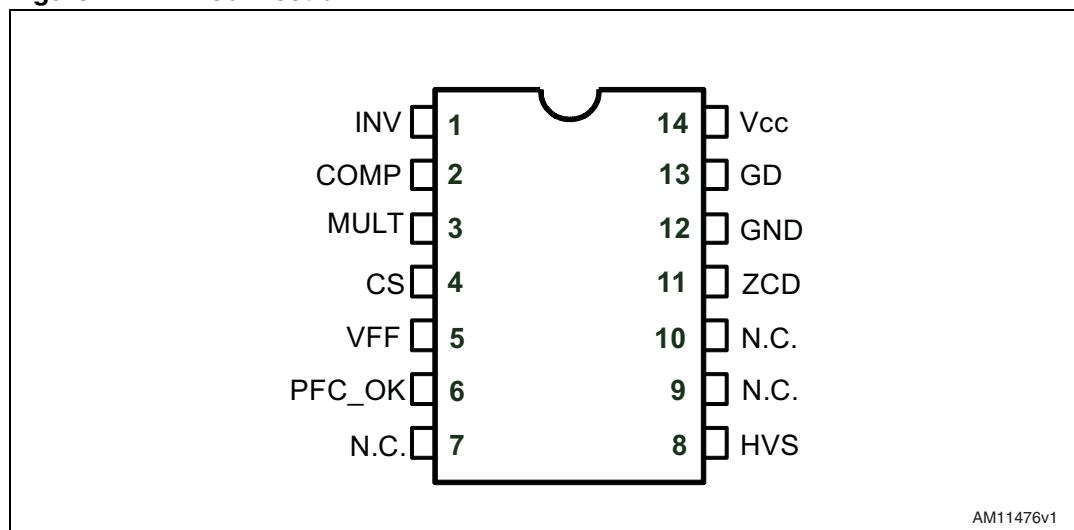 INV 1 14 Vcc
COMP 2 13 GD
MULT 3 12 GND
CS 4 11 ZCD
VFF 5 10 N.C.
PFC_OK 6 9 N.C.
N.C. 7 8 HVS
AM11476v1